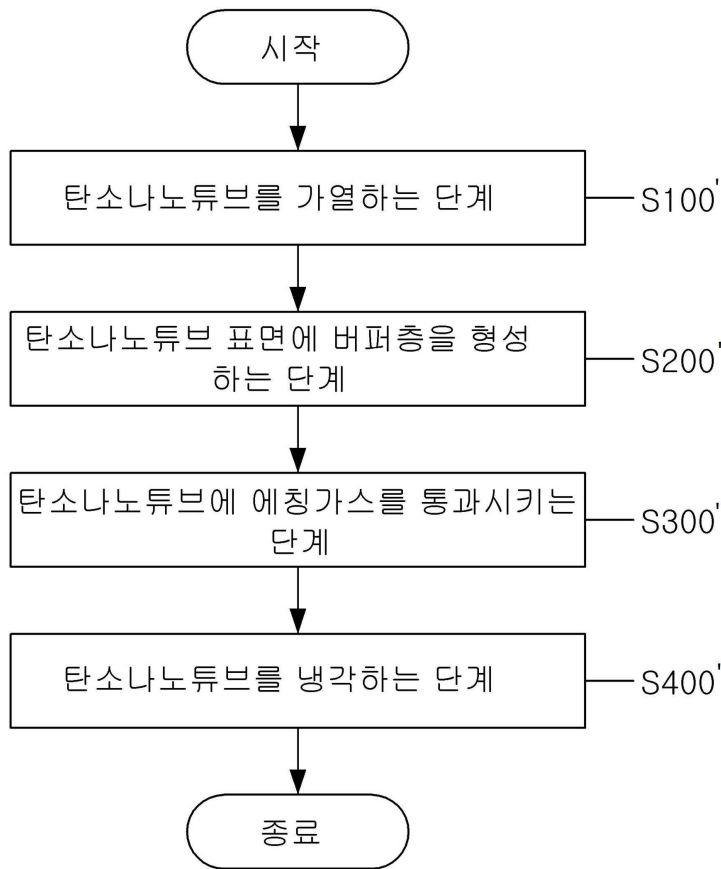 시작
탄소나노튜브를 가열하는 단계
S100'
탄소나노튜브 표면에 버퍼층을 형성
하는 단계
S200'
탄소나노튜브에 에칭가스를 통과시키는
단계
S300'
탄소나노튜브를 냉각하는 단계
S400'
종료